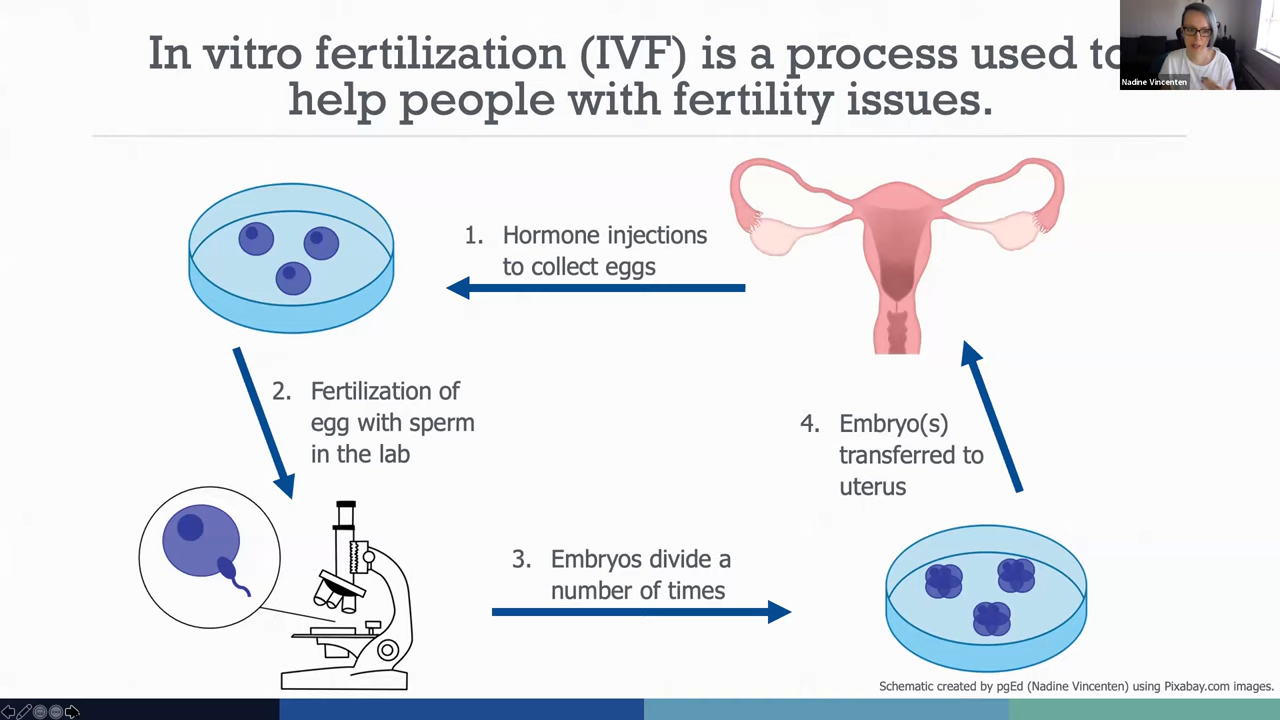 In vitro fertilization (IVF) is a process used to
help people with fertility issues.
Nadine Vincenten
1. Hormone injections
to collect eggs
2. Fertilization of
egg with sperm
in the lab
3. Embryos divide a
number of times
4. Embryo(s)
transferred to
uterus
Schematic created by pgEd (Nadine Vincenten) using Pixabay.com images.